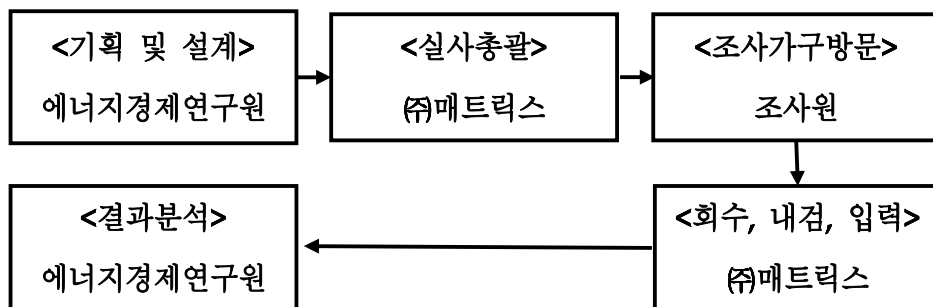 <기획 및 설계>
에너지경제연구원
<실사총괄>
㈜매트릭스
<조사가구방문>
조사원
<회수, 내검, 입력>
㈜매트릭스
<결과분석>
에너지경제연구원